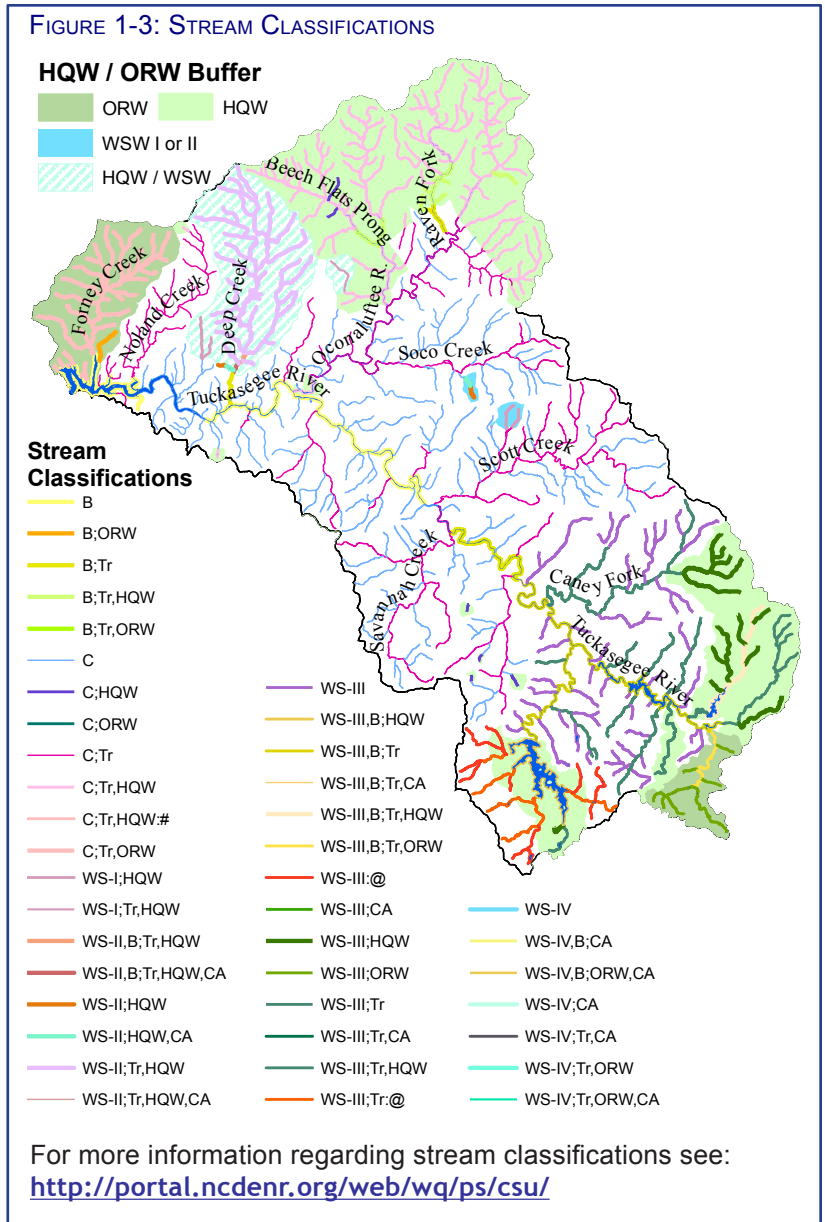 FIGURE 1-3: STREAM CLASSIFICATIONS
HQW / ORW Buffer
ORW
HQW
WSW I or II
HQW / WSW
Beech Flats Prong
Raven Fork
Forney Creek
Noland Creek
Deep Creek
Oconaluftee R.
Soco Creek
Tuckasegee River
Scott Creek
Savannah Creek
Caney Fork
Tuckasegee River
Stream
Classifications
B
B;ORW
B;Tr
B;Tr,HQW
B;Tr,ORW
C
C;HQW
C;ORW
C;Tr
C;Tr,HQW
C;Tr,HQW:#
C;Tr,ORW
WS-I;HQW
WS-I;Tr,HQW
WS-II,B;Tr,HQW
WS-II,B;Tr,HQW,CA
WS-II;HQW
WS-II;HQW,CA
WS-II;Tr,HQW
WS-II;Tr,HQW,CA
WS-III
WS-III,B;HQW
WS-III,B;Tr
WS-III,B;Tr,CA
WS-III,B;Tr,HQW
WS-III,B;Tr,ORW
WS-III:@
WS-III;CA
WS-III;HQW
WS-III;ORW
WS-III;Tr
WS-III;Tr,CA
WS-III;Tr,HQW
WS-III;Tr:@
WS-IV
WS-IV,B;CA
WS-IV,B;ORW,CA
WS-IV;CA
WS-IV;Tr,CA
WS-IV;Tr,ORW
WS-IV;Tr,ORW,CA
For more information regarding stream classifications see:
http://portal.ncdenr.org/web/wq/ps/csu/